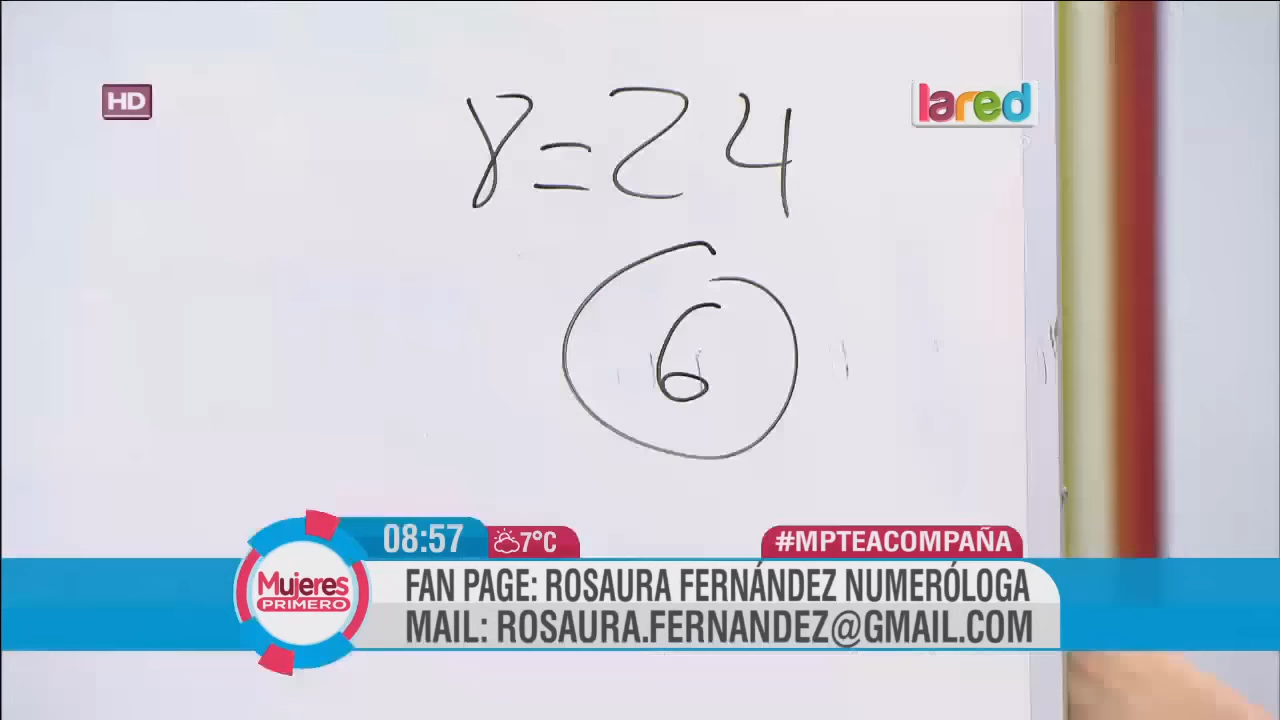 HD
lared
8=24
6
08:57
7°C
#MPTEACOMPAÑA
Mujeres
PRIMERO
FAN PAGE: ROSAURA FERNÁNDEZ NUMERÓLOGA
MAIL: ROSAURA.FERNANDEZ@GMAIL.COM